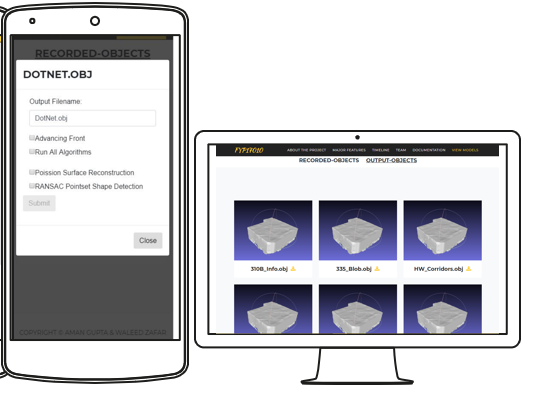 RECORDED-OBJECTS
DOTNET.OBJ
Output Filename:
DotNet.obj
Advancing Front
Run All Algorithms
Poission Surface Reconstruction
RANSAC Pointset Shape Detection
Submit
Close
COPYRIGHT © AMAN GUPTA & WALEED ZAFAR
ABOUT THE PROJECT MAJOR FEATURES TIMELINE TEAM DOCUMENTATION VIEW MODELS
RECORDED-OBJECTS OUTPUT-OBJECTS
310B_Info.obj 335_Blob.obj HW_Corridors.obj